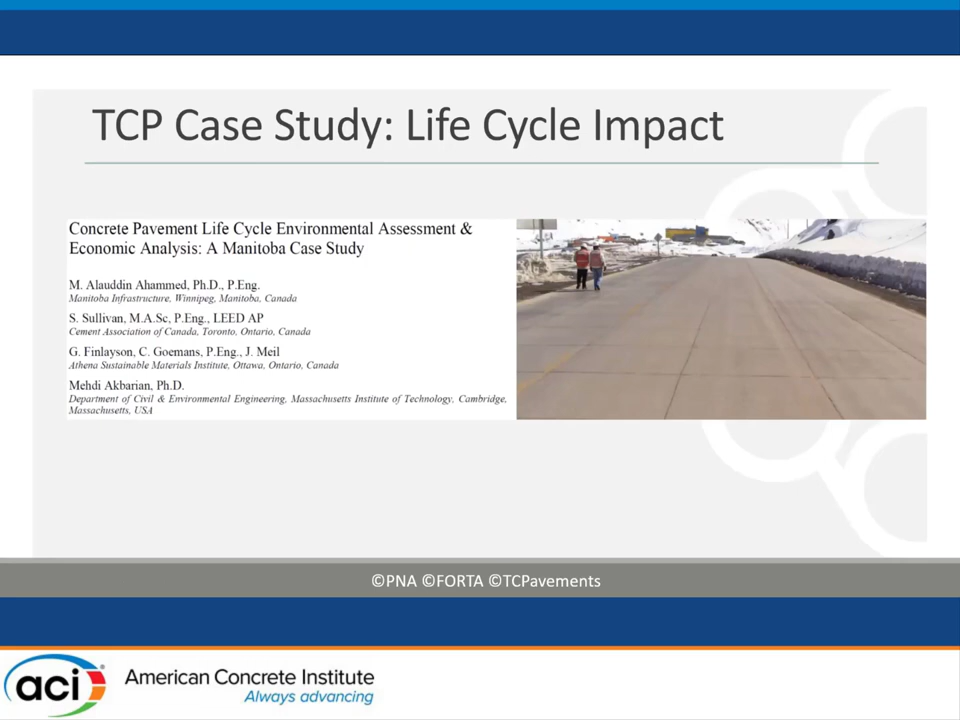 TCP Case Study: Life Cycle Impact
Concrete Pavement Life Cycle Environmental Assessment &
Economic Analysis: A Manitoba Case Study
M. Alauddin Ahammed, Ph.D., P.Eng.
Manitoba Infrastructure, Winnipeg, Manitoba, Canada
S. Sullivan, M.A.Sc, P.Eng., LEED AP
Cement Association of Canada, Toronto, Ontario, Canada
G. Finlayson, C. Goemans, P.Eng., J. Meil
Athena Sustainable Materials Institute, Ottawa, Ontario, Canada
Mehdi Akbarian, Ph.D.
Department of Civil & Environmental Engineering, Massachusetts Institute of Technology, Cambridge,
Massachusetts, USA
©PNA ©FORTA ©TCPavements
aci
American Concrete Institute
Always advancing